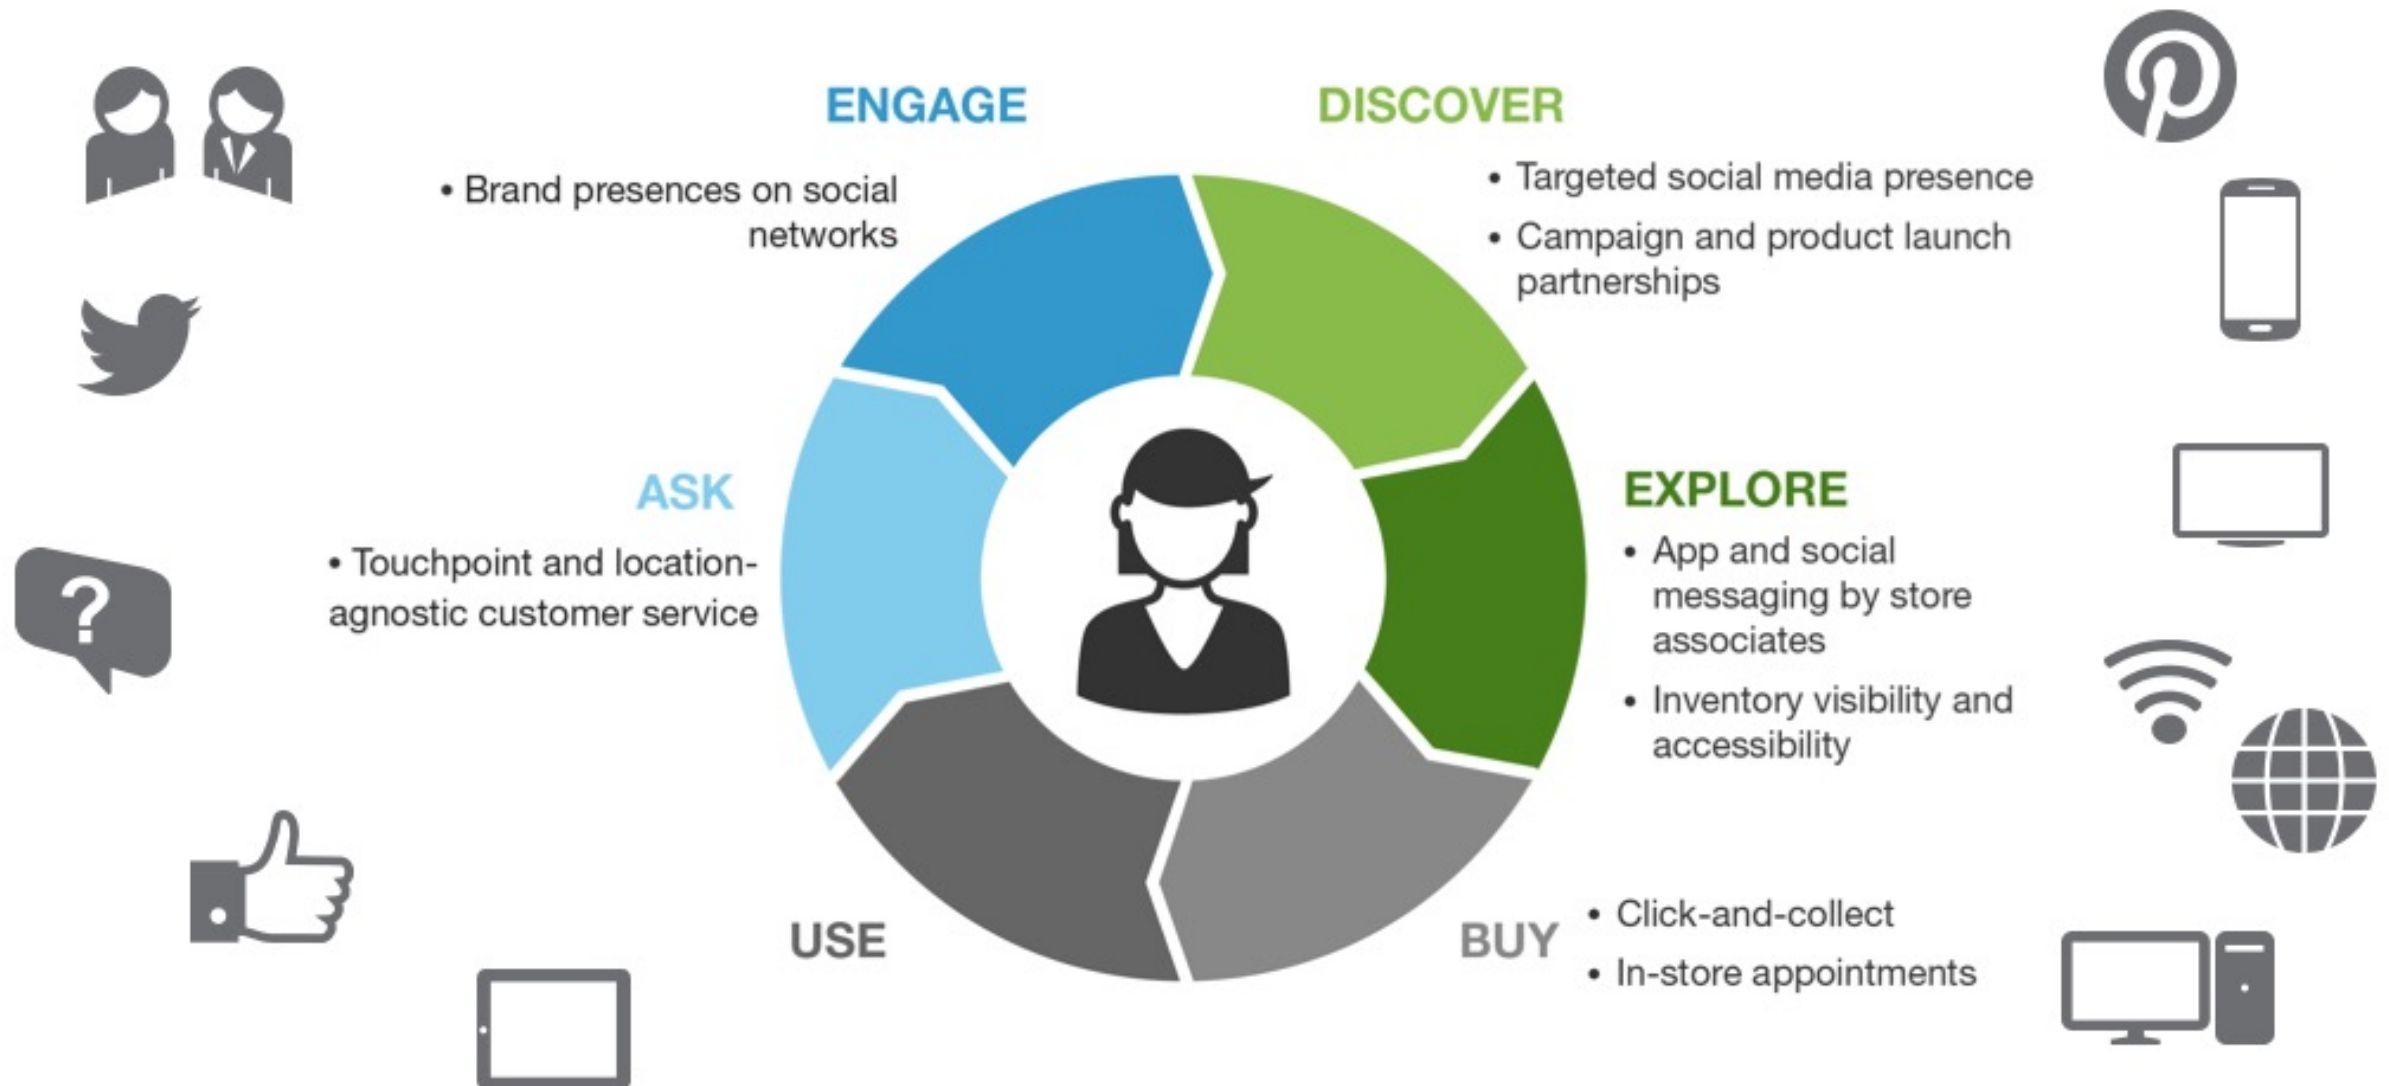 ENGAGE
• Brand presences on social
networks
DISCOVER
• Targeted social media presence
• Campaign and product launch
partnerships
EXPLORE
• App and social
messaging by store
associates
• Inventory visibility and
accessibility
BUY
• Click-and-collect
• In-store appointments
USE
ASK
• Touchpoint and location-
agnostic customer service
?